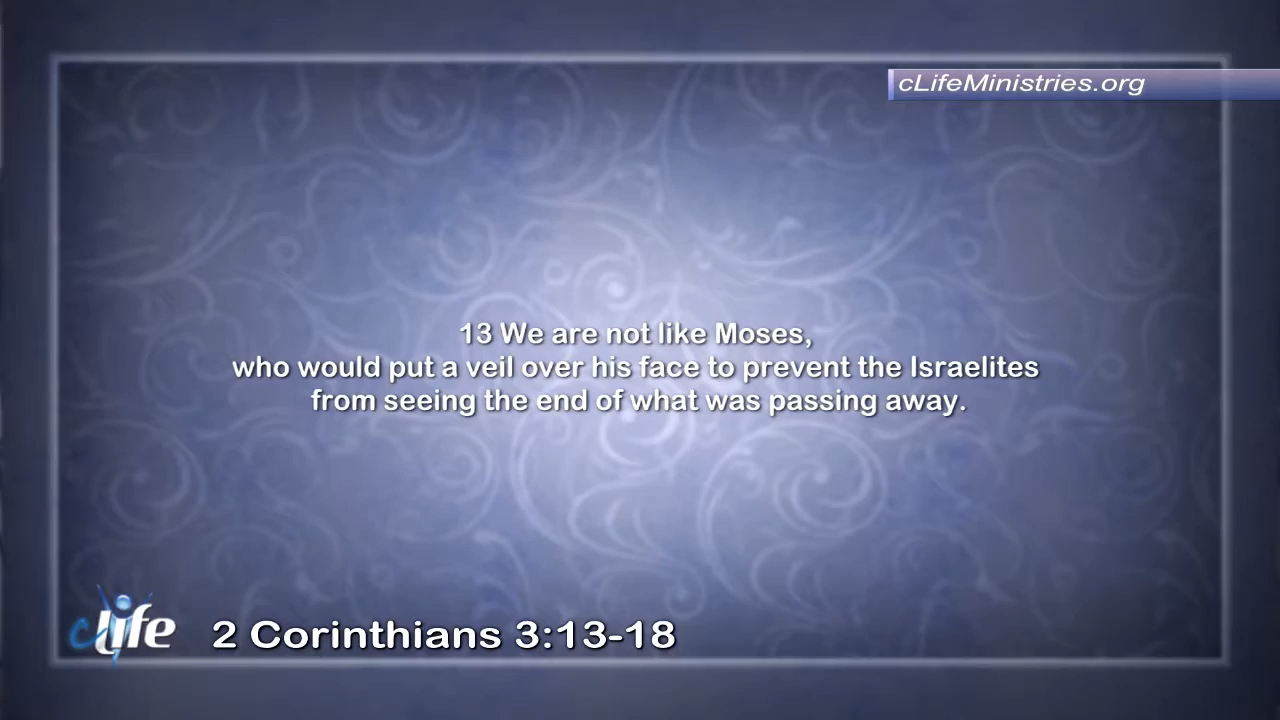 cLifeMinistries.org
13 We are not like Moses,
who would put a veil over his face to prevent the Israelites
from seeing the end of what was passing away.
cLife
2 Corinthians 3:13-18